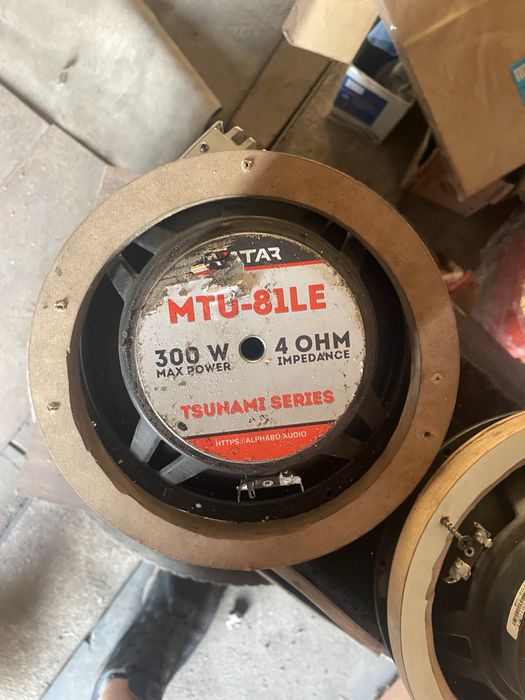 MTU-81LE
300 W
MAX POWER
4 OHM
IMPEDANCE
TSUNAMI SERIES
HTTPS://ALPHARD.AUDIO